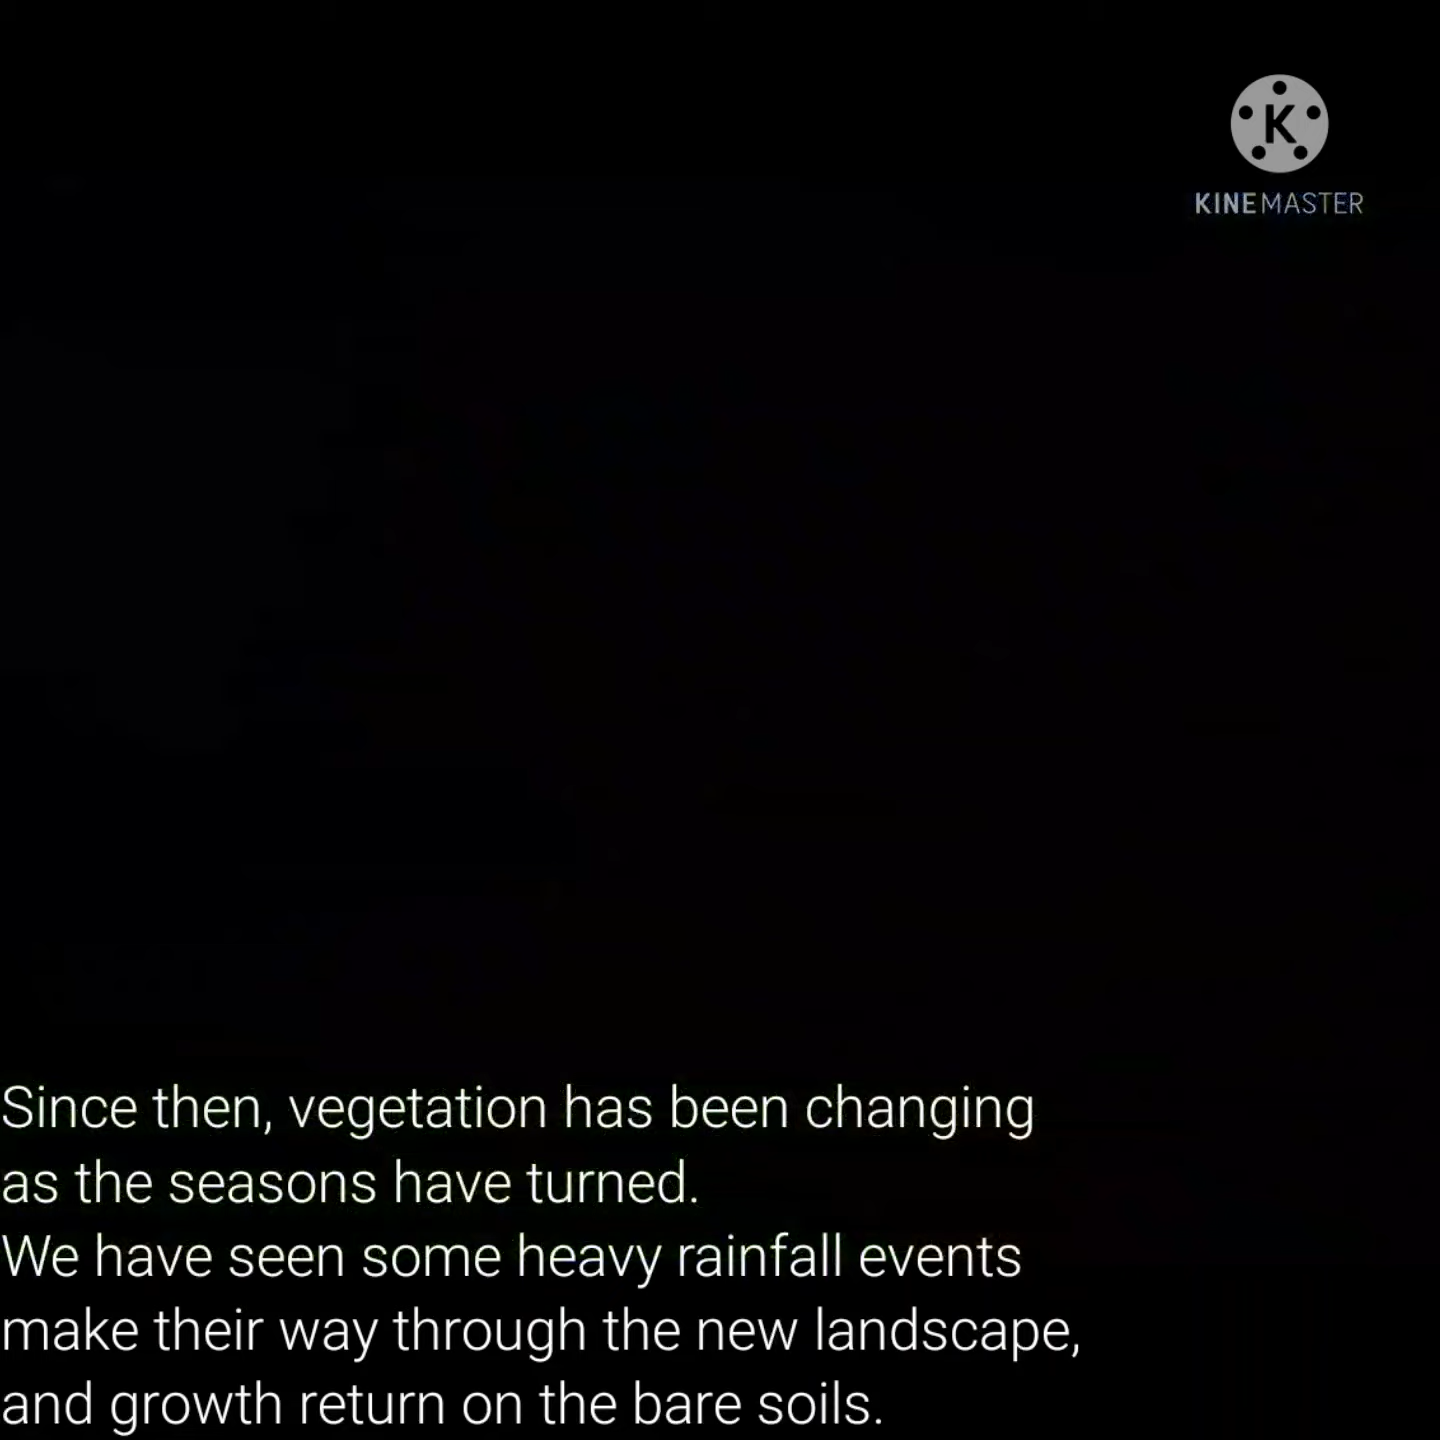 K
KINEMASTER
Since then, vegetation has been changing
as the seasons have turned.
We have seen some heavy rainfall events
make their way through the new landscape,
and growth return on the bare soils.